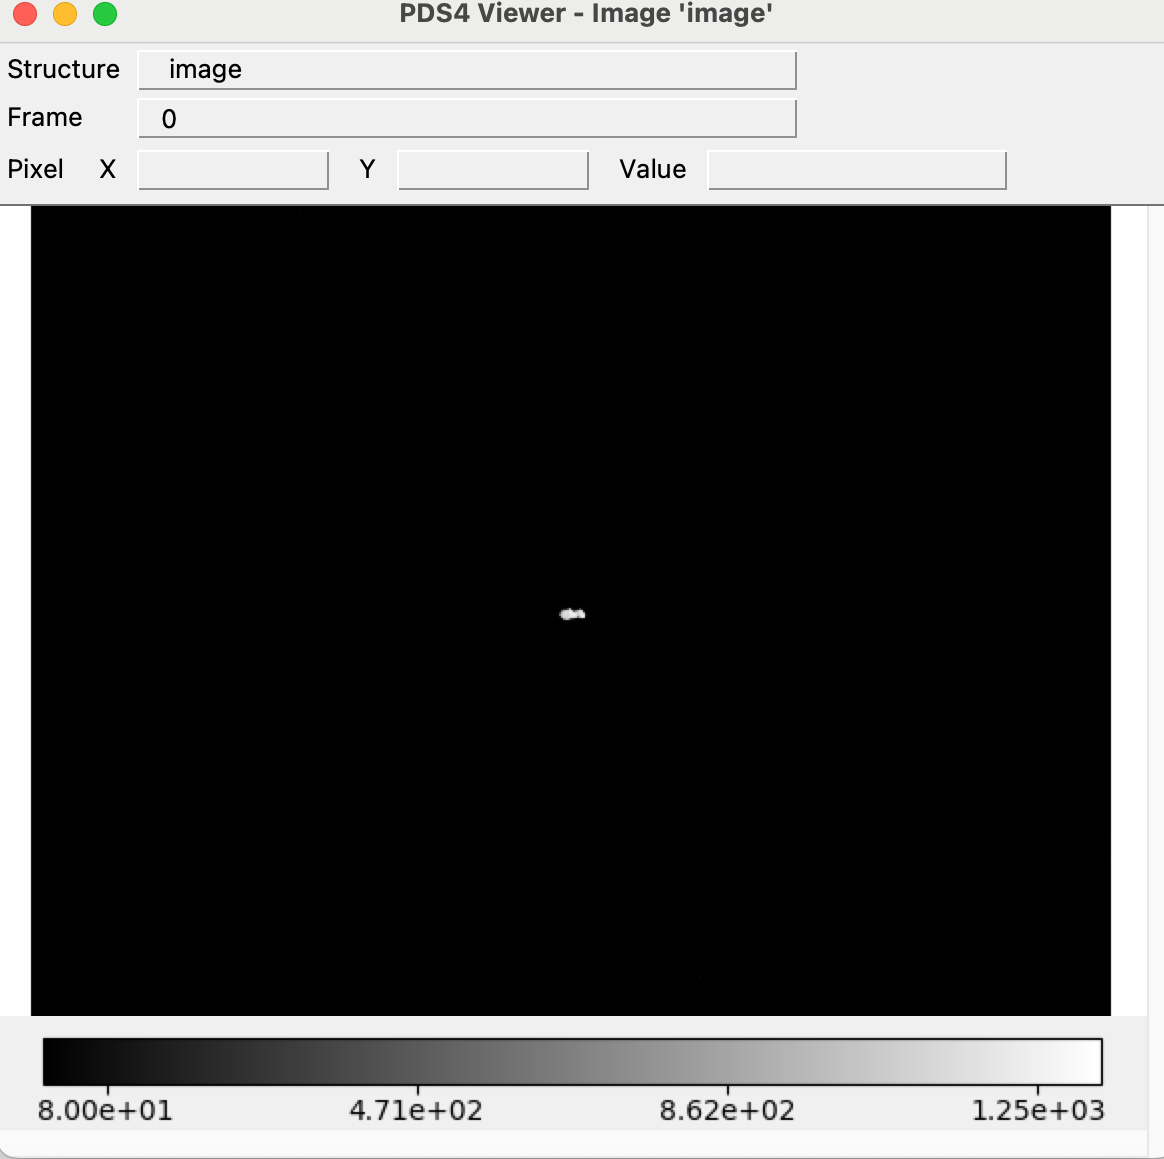 PDS4 Viewer - Image 'image'
Structure image
Frame 0
Pixel X Y Value
8.00e+01 4.71e+02 8.62e+02 1.25e+03